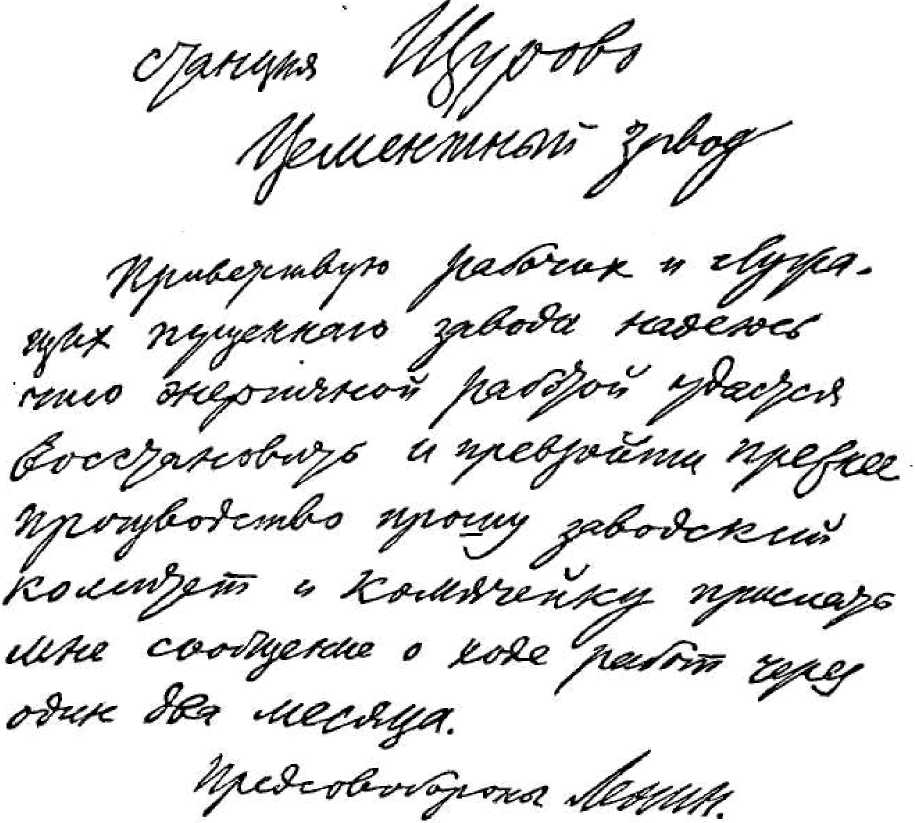 станция Щурово
Цементный завод
Приветствую рабочих и служа-
щих пущенного завода надеюсь
что энергичной работой удастся
восстановить и превзойти прежнее
производство прошу заводский
комитет и комячейку прислать
мне сообщение о ходе работ через
один два месяца.
Предсовобороны Ленин.